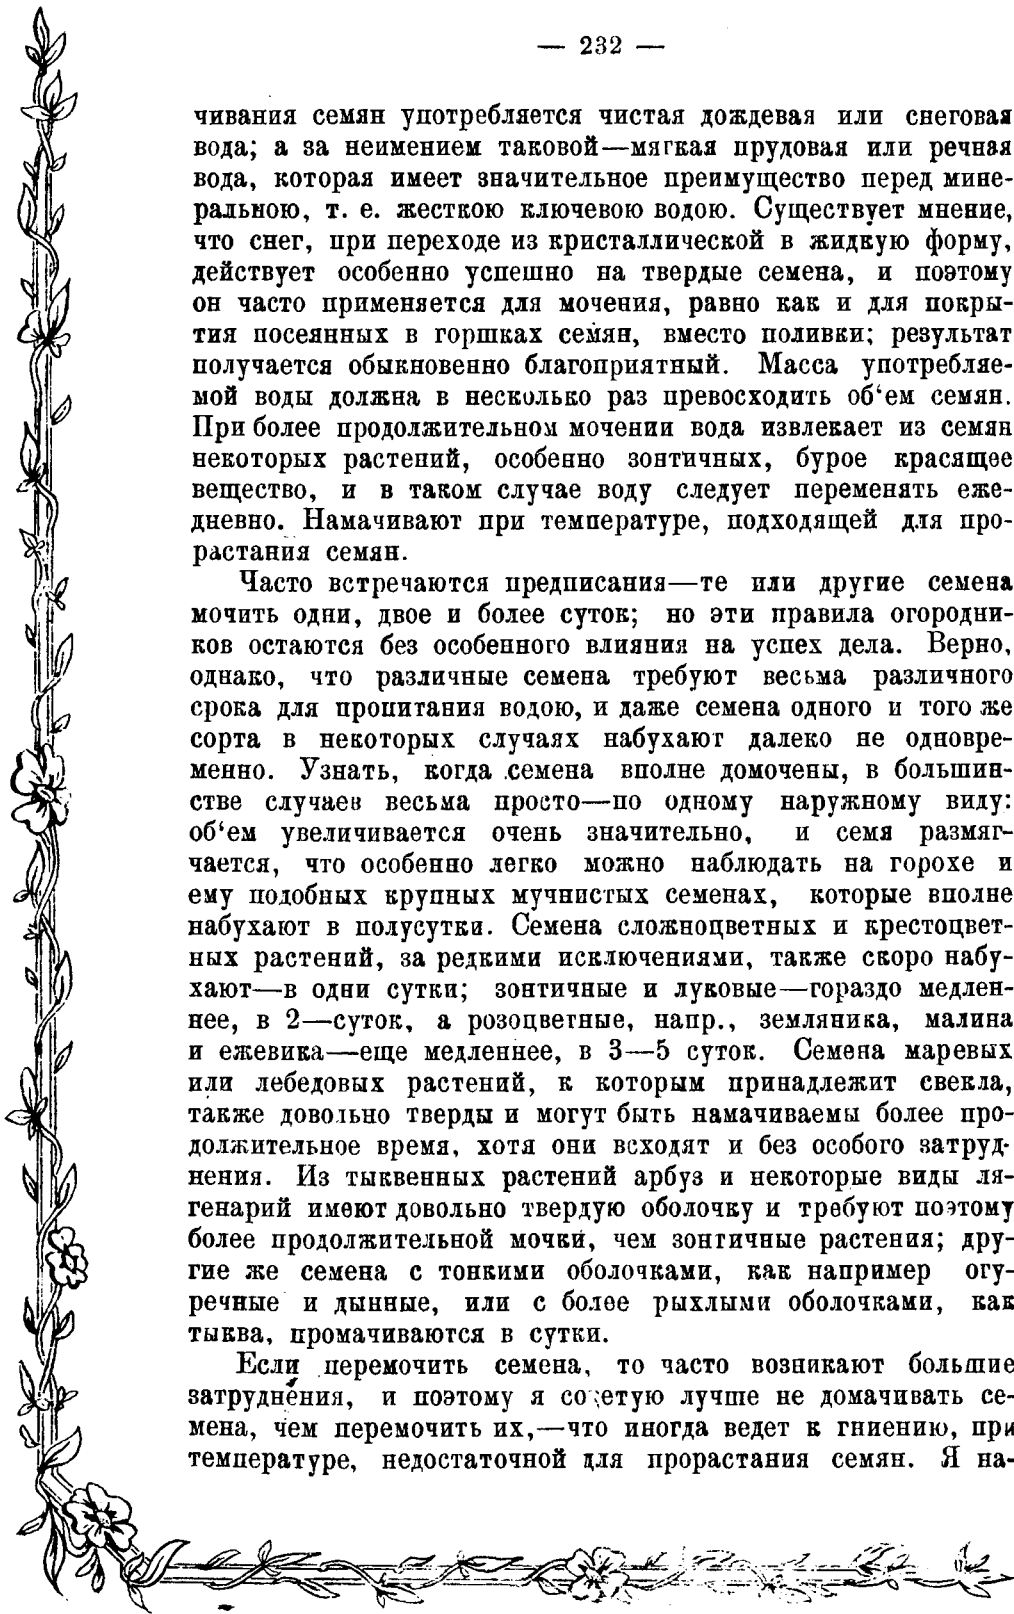 — 232 —
чивания семян употребляется чистая дождевая или снеговая
вода; а за неимением таковой—мягкая прудовая или речная
вода, которая имеет значительное преимущество перед мине-
ральною, т. е. жесткою ключевою водою. Существует мнение,
что снег, при переходе из кристаллической в жидкую форму,
действует особенно успешно на твердые семена, и поэтому
он часто применяется для мочения, равно как и для покры-
тия посеянных в горшках семян, вместо поливки; результат
получается обыкновенно благоприятный. Масса употребляе-
мой воды должна в несколько раз превосходить об‘ем семян.
При более продолжительном мочении вода извлекает из семян
некоторых растений, особенно зонтичных, бурое красящее
вещество, и в таком случае воду следует переменять еже-
дневно. Намачивают при температуре, подходящей для про-
растания семян.
Часто встречаются предписания—те или другие семена
мочить одни, двое и более суток; но эти правила огородни-
ков остаются без особенного влияния на успех дела. Верно,
однако, что различные семена требуют весьма различного
срока для пропитания водою, и даже семена одного и того же
сорта в некоторых случаях набухают далеко не одновре-
менно. Узнать, когда семена вполне домочены, в большин-
стве случаев весьма просто—по одному наружному виду:
об‘ем увеличивается очень значительно, и семя размяг-
чается, что особенно легко можно наблюдать на горохе и
ему подобных крупных мучнистых семенах, которые вполне
набухают в полусутки. Семена сложноцветных и крестоцвет-
ных растений, за редкими исключениями, также скоро набу-
хают—в одни сутки; зонтичные и луковые—гораздо медлен-
нее, в 2—суток, а розоцветные, напр., земляника, малина
и ежевика—еще медленнее, в 3—5 суток. Семена маревых
или лебедовых растений, к которым принадлежит свекла,
также довольно тверды и могут быть намачиваемы более про-
должительное время, хотя они всходят и без особого затруд-
нения. Из тыквенных растений арбуз и некоторые виды ля-
генарий имеют довольно твердую оболочку и требуют поэтому
более продолжительной мочки, чем зонтичные растения; дру-
гие же семена с тонкими оболочками, как например огу-
речные и дынные, или с более рыхлыми оболочками, как
тыква, промачиваются в сутки.
Если перемочить семена, то часто возникают большие
затруднения, и поэтому я советую лучше не домачивать се-
мена, чем перемочить их,—что иногда ведет к гниению, при
температуре, недостаточной для прорастания семян. Я на-